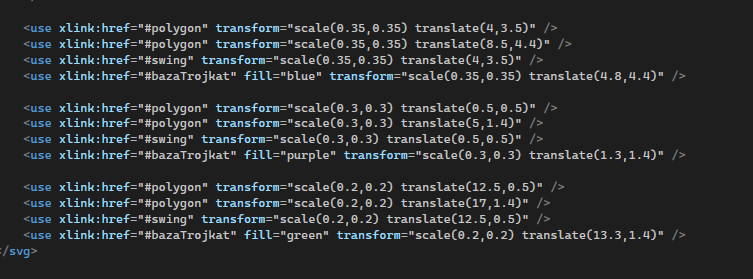 <use xlink:href="#polygon" transform="scale(0.35,0.35) translate(4,3.5)" />
<use xlink:href="#polygon" transform="scale(0.35,0.35) translate(8.5,4.4)" />
<use xlink:href="#swing" transform="scale(0.35,0.35) translate(4,3.5)" />
<use xlink:href="#bazaTrojkat" fill="blue" transform="scale(0.35,0.35) translate(4.8,4.4)" />
<use xlink:href="#polygon" transform="scale(0.3,0.3) translate(0.5,0.5)" />
<use xlink:href="#polygon" transform="scale(0.3,0.3) translate(5,1.4)" />
<use xlink:href="#swing" transform="scale(0.3,0.3) translate(0.5,0.5)" />
<use xlink:href="#bazaTrojkat" fill="purple" transform="scale(0.3,0.3) translate(1.3,1.4)" />
<use xlink:href="#polygon" transform="scale(0.2,0.2) translate(12.5,0.5)" />
<use xlink:href="#polygon" transform="scale(0.2,0.2) translate(17,1.4)" />
<use xlink:href="#swing" transform="scale(0.2,0.2) translate(12.5,0.5)" />
<use xlink:href="#bazaTrojkat" fill="green" transform="scale(0.2,0.2) translate(13.3,1.4)" />
</svg>